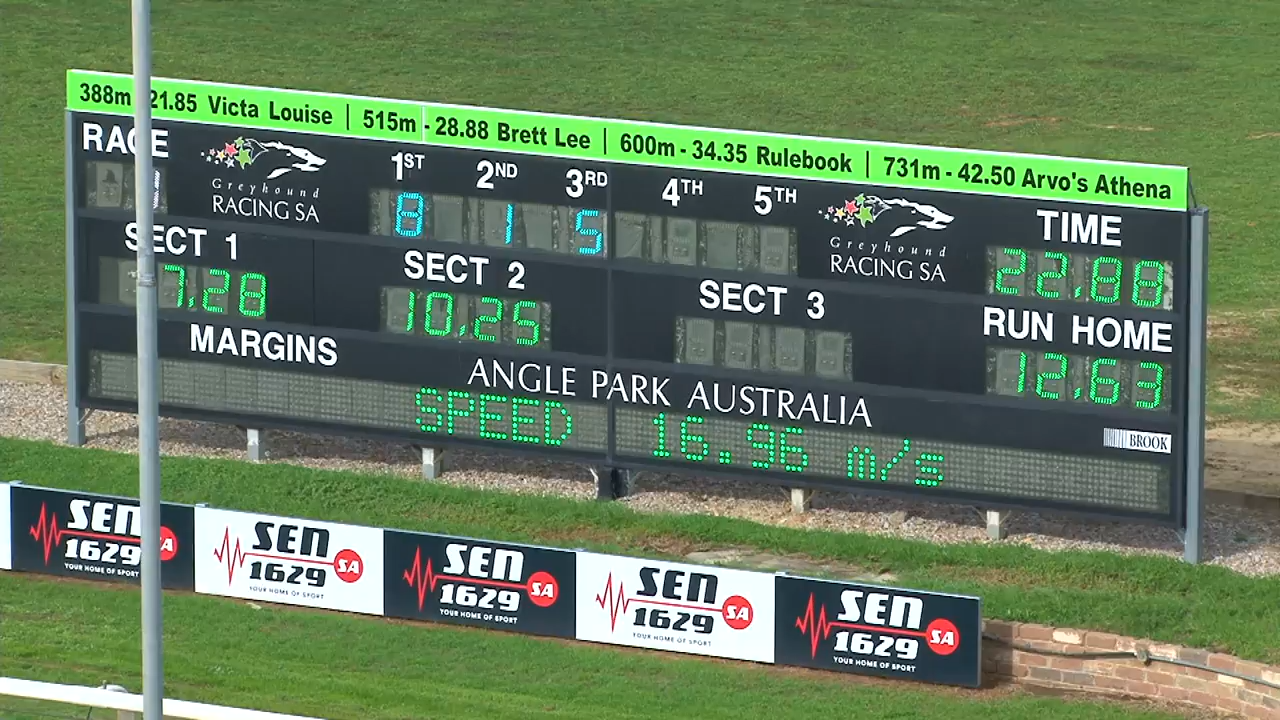 388m 21.85 Victa Louise | 515m - 28.88 Brett Lee | 600m - 34.35 Rulebook | 731m - 42.50 Arvo's Athena
RACE
Greyhound
RACING SA
1ST 2ND 3RD 4TH 5TH
8 1 5
Greyhound
RACING SA
TIME
22.88
SECT 1
7.28
SECT 2
10.25
SECT 3
RUN HOME
12.63
MARGINS
ANGLE PARK AUSTRALIA
SPEED 16.96 m/s
BROOK
SEN
1629 SA
YOUR HOME OF SPORT
SEN
1629 SA
YOUR HOME OF SPORT
SEN
1629 SA
YOUR HOME OF SPORT
SEN
1629 SA
YOUR HOME OF SPORT
SEN
1629 SA
YOUR HOME OF SPORT